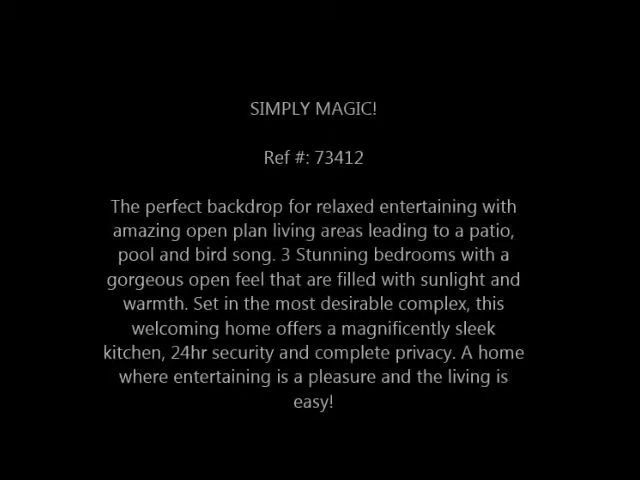 SIMPLY MAGIC!
Ref #: 73412
The perfect backdrop for relaxed entertaining with
amazing open plan living areas leading to a patio,
pool and bird song. 3 Stunning bedrooms with a
gorgeous open feel that are filled with sunlight and
warmth. Set in the most desirable complex, this
welcoming home offers a magnificently sleek
kitchen, 24hr security and complete privacy. A home
where entertaining is a pleasure and the living is
easy!